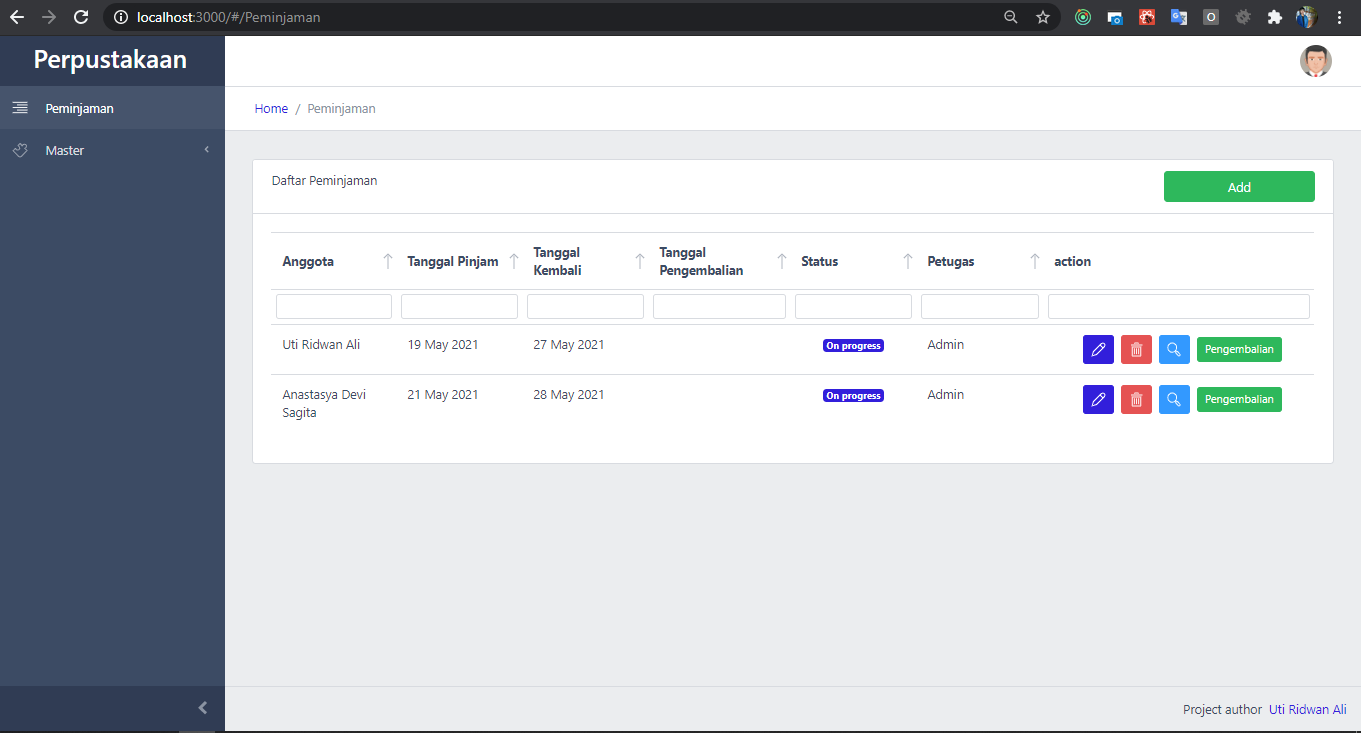 localhost:3000/#/Peminjaman
O
Perpustakaan
Peminjaman
Master
Home / Peminjaman
Daftar Peminjaman
Add
Anggota
Tanggal Pinjam
Tanggal
Kembali
Tanggal
Pengembalian
Status
Petugas
action
Uti Ridwan Ali
19 May 2021
27 May 2021
On progress
Admin
Pengembalian
Anastasya Devi
Sagita
21 May 2021
28 May 2021
On progress
Admin
Pengembalian
Project author Uti Ridwan Ali